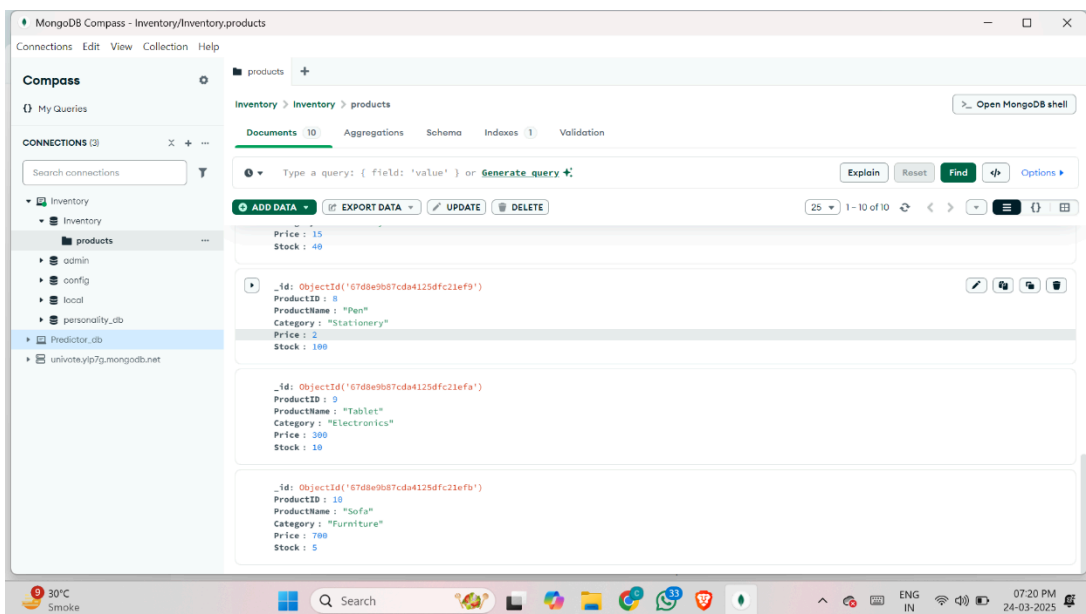 MongoDB Compass - Inventory/Inventory.products
Connections Edit View Collection Help
Compass
{} My Queries
CONNECTIONS (3)
Search connections
Inventory
Inventory
products
admin
config
local
personality_db
Predictor_db
univote.ylp7g.mongodb.net
products
Inventory > Inventory > products
>_ Open MongoDB shell
Documents 10 Aggregations Schema Indexes 1 Validation
Type a query: { field: 'value' } or Generate query
Explain Reset Find </> Options
ADD DATA EXPORT DATA UPDATE DELETE
25 1 - 10 of 10 {}
Price : 15
Stock : 40
_id: ObjectId('67d8e9b87cda4125dfc21ef9')
ProductID : 8
ProductName : "Pen"
Category : "Stationery"
Price : 2
Stock : 100
_id: ObjectId('67d8e9b87cda4125dfc21efa')
ProductID : 9
ProductName : "Tablet"
Category : "Electronics"
Price : 300
Stock : 10
_id: ObjectId('67d8e9b87cda4125dfc21efb')
ProductID : 10
ProductName : "Sofa"
Category : "Furniture"
Price : 700
Stock : 5
9
30°C
Smoke
Search
33
ENG
IN
07:20 PM
24-03-2025